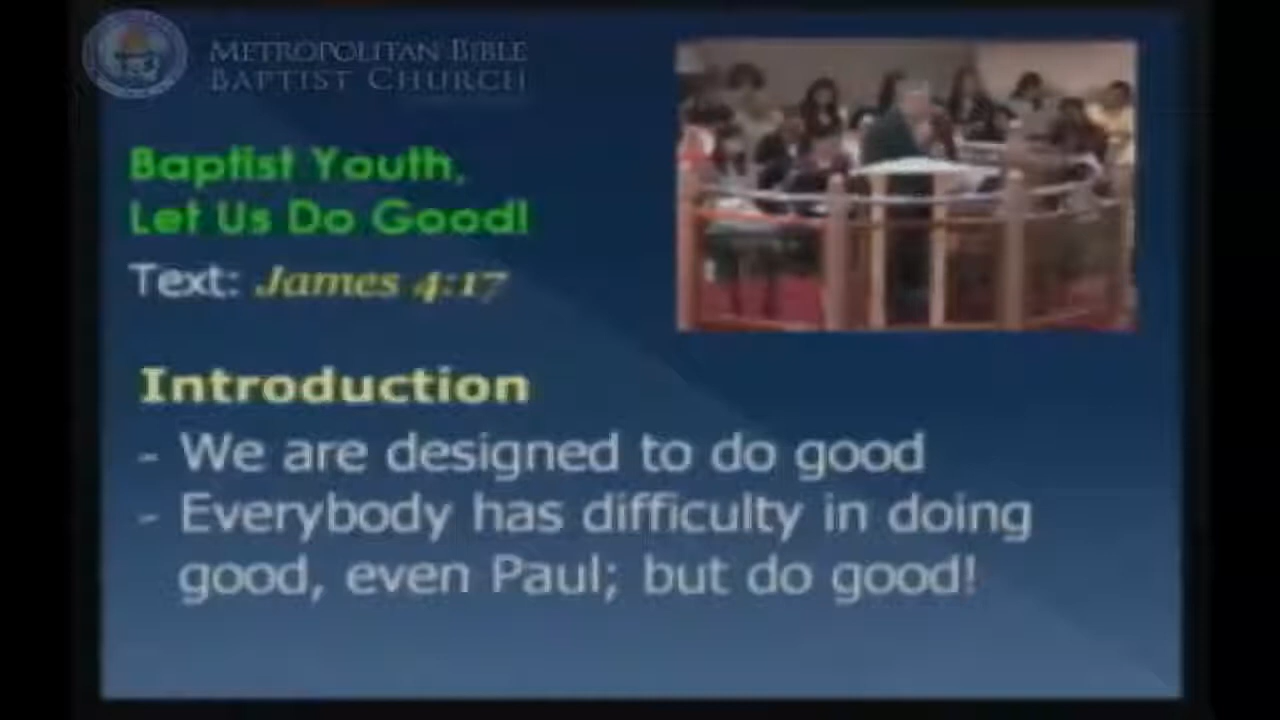 METROPOLITAN BIBLE
BAPTIST CHURCH
Baptist Youth,
Let Us Do Good!
Text: James 4:17
Introduction
- We are designed to do good
- Everybody has difficulty in doing
good, even Paul; but do good!